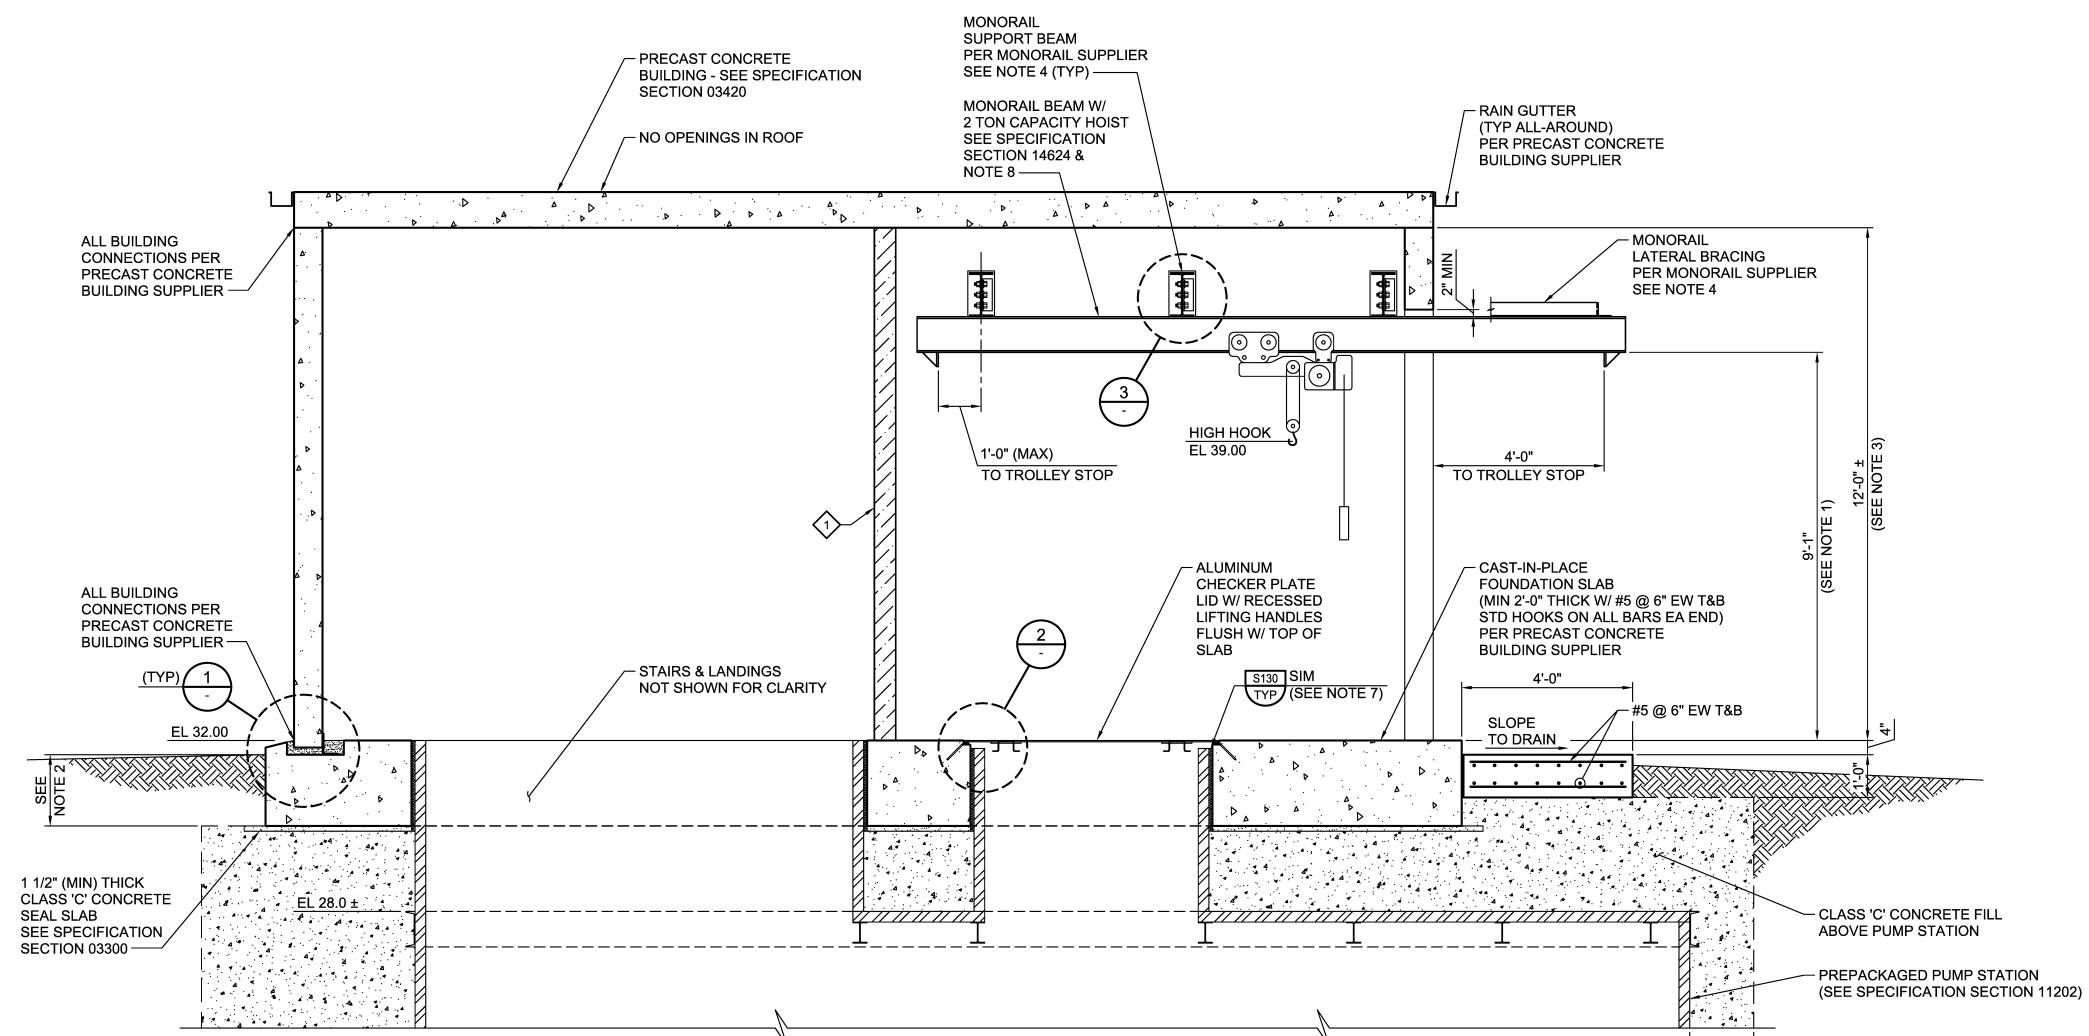 MONORAIL
SUPPORT BEAM
PER MONORAIL SUPPLIER
SEE NOTE 4 (TYP)
PRECAST CONCRETE
BUILDING - SEE SPECIFICATION
SECTION 03420
NO OPENINGS IN ROOF
MONORAIL BEAM W/
2 TON CAPACITY HOIST
SEE SPECIFICATION
SECTION 14624 &
NOTE 8
RAIN GUTTER
(TYP ALL-AROUND)
PER PRECAST CONCRETE
BUILDING SUPPLIER
ALL BUILDING
CONNECTIONS PER
PRECAST CONCRETE
BUILDING SUPPLIER
2" MIN
MONORAIL
LATERAL BRACING
PER MONORAIL SUPPLIER
SEE NOTE 4
3
-
HIGH HOOK
EL 39.00
1'-0" (MAX)
TO TROLLEY STOP
4'-0"
TO TROLLEY STOP
12'-0" ±
(SEE NOTE 3)
9'-1"
(SEE NOTE 1)
1
ALL BUILDING
CONNECTIONS PER
PRECAST CONCRETE
BUILDING SUPPLIER
(TYP)
1
-
STAIRS & LANDINGS
NOT SHOWN FOR CLARITY
2
-
ALUMINUM
CHECKER PLATE
LID W/ RECESSED
LIFTING HANDLES
FLUSH W/ TOP OF
SLAB
S130
TYP
SIM
(SEE NOTE 7)
CAST-IN-PLACE
FOUNDATION SLAB
(MIN 2'-0" THICK W/ #5 @ 6" EW T&B
STD HOOKS ON ALL BARS EA END)
PER PRECAST CONCRETE
BUILDING SUPPLIER
4'-0"
#5 @ 6" EW T&B
SLOPE
TO DRAIN
4"
1'-0"
EL 32.00
SEE
NOTE 2
1 1/2" (MIN) THICK
CLASS 'C' CONCRETE
SEAL SLAB
SEE SPECIFICATION
SECTION 03300
EL 28.0 ±
CLASS 'C' CONCRETE FILL
ABOVE PUMP STATION
PREPACKAGED PUMP STATION
(SEE SPECIFICATION SECTION 11202)